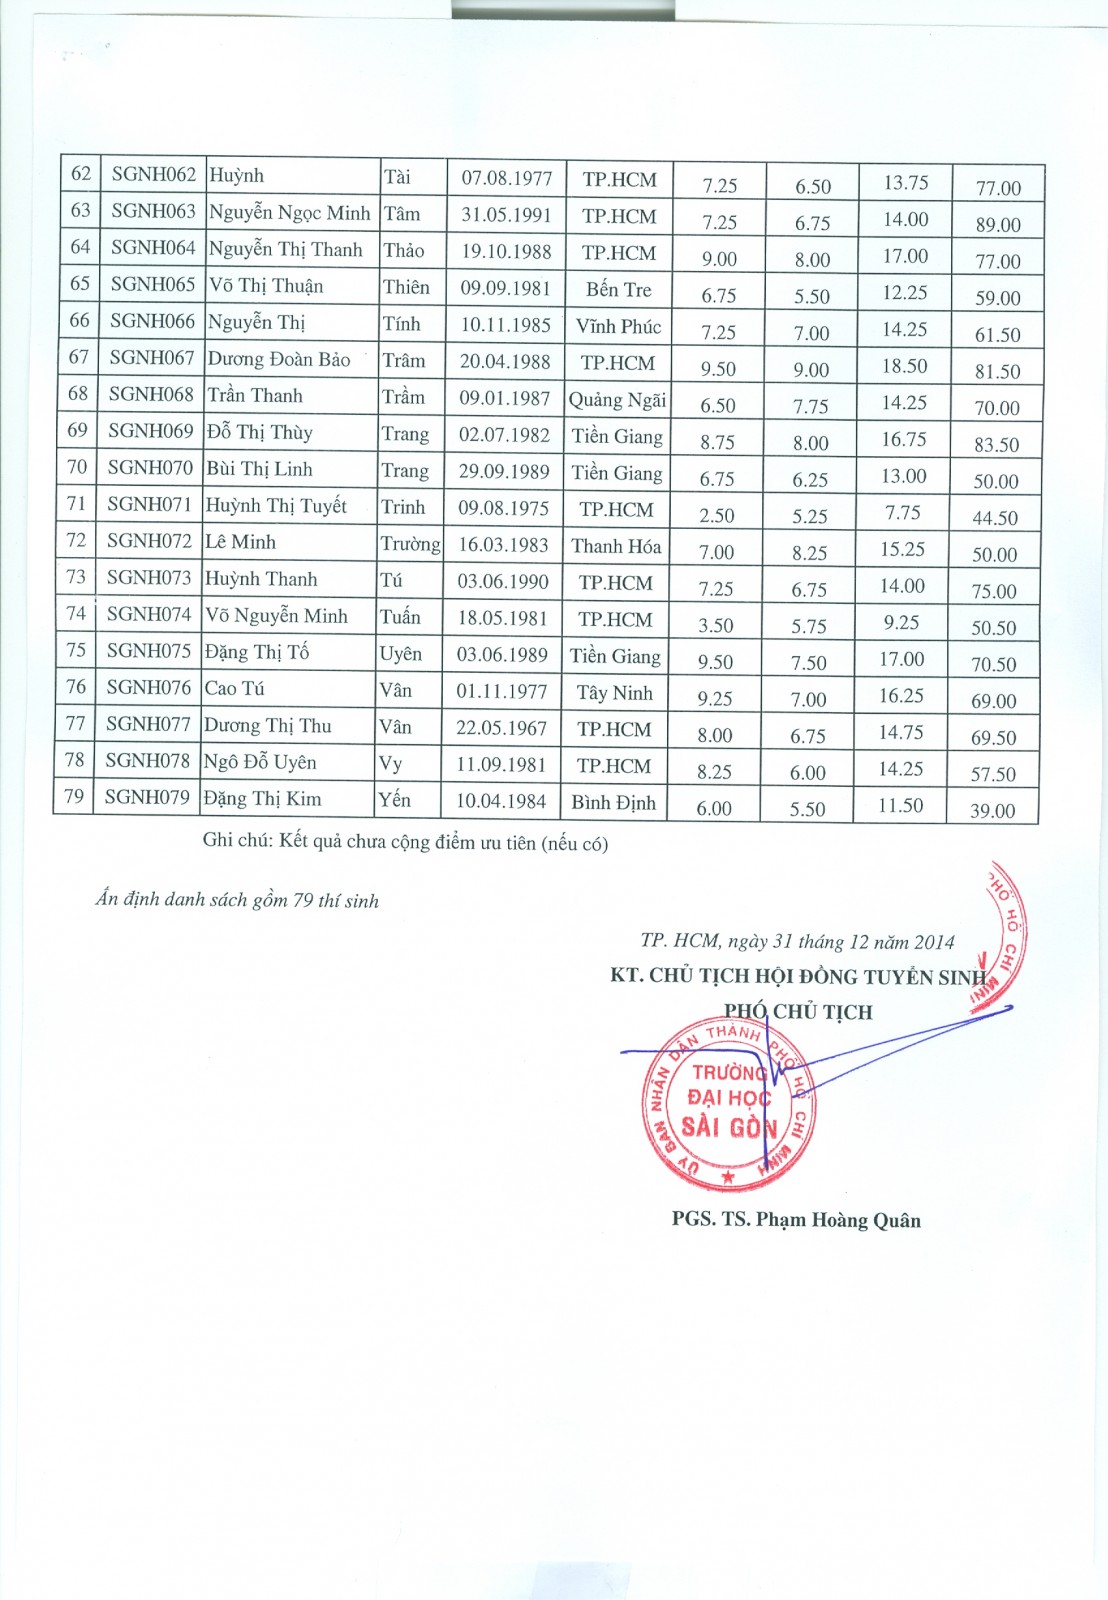 62 SGNH062 Huỳnh Tài 07.08.1977 TP.HCM 7.25 6.50 13.75 77.00
63 SGNH063 Nguyễn Ngọc Minh Tâm 31.05.1991 TP.HCM 7.25 6.75 14.00 89.00
64 SGNH064 Nguyễn Thị Thanh Thảo 19.10.1988 TP.HCM 9.00 8.00 17.00 77.00
65 SGNH065 Võ Thị Thuận Thiên 09.09.1981 Bến Tre 6.75 5.50 12.25 59.00
66 SGNH066 Nguyễn Thị Tính 10.11.1985 Vĩnh Phúc 7.25 7.00 14.25 61.50
67 SGNH067 Dương Đoàn Bảo Trâm 20.04.1988 TP.HCM 9.50 9.00 18.50 81.50
68 SGNH068 Trần Thanh Trầm 09.01.1987 Quảng Ngãi 6.50 7.75 14.25 70.00
69 SGNH069 Đỗ Thị Thùy Trang 02.07.1982 Tiền Giang 8.75 8.00 16.75 83.50
70 SGNH070 Bùi Thị Linh Trang 29.09.1989 Tiền Giang 6.75 6.25 13.00 50.00
71 SGNH071 Huỳnh Thị Tuyết Trinh 09.08.1975 TP.HCM 2.50 5.25 7.75 44.50
72 SGNH072 Lê Minh Trường 16.03.1983 Thanh Hóa 7.00 8.25 15.25 50.00
73 SGNH073 Huỳnh Thanh Tú 03.06.1990 TP.HCM 7.25 6.75 14.00 75.00
74 SGNH074 Võ Nguyễn Minh Tuấn 18.05.1981 TP.HCM 3.50 5.75 9.25 50.50
75 SGNH075 Đặng Thị Tố Uyên 03.06.1989 Tiền Giang 9.50 7.50 17.00 70.50
76 SGNH076 Cao Tú Vân 01.11.1977 Tây Ninh 9.25 7.00 16.25 69.00
77 SGNH077 Dương Thị Thu Vân 22.05.1967 TP.HCM 8.00 6.75 14.75 69.50
78 SGNH078 Ngô Đỗ Uyên Vy 11.09.1981 TP.HCM 8.25 6.00 14.25 57.50
79 SGNH079 Đặng Thị Kim Yến 10.04.1984 Bình Định 6.00 5.50 11.50 39.00
Ghi chú: Kết quả chưa cộng điểm ưu tiên (nếu có)
Ấn định danh sách gồm 79 thí sinh
PHỐ HỒ CHÍ MINH
TP. HCM, ngày 31 tháng 12 năm 2014
KT. CHỦ TỊCH HỘI ĐỒNG TUYỂN SINH
PHÓ CHỦ TỊCH
ỦY BAN NHÂN DÂN THÀNH PHỐ HỒ CHÍ MINH
TRƯỜNG
ĐẠI HỌC
SÀI GÒN
PGS. TS. Phạm Hoàng Quân